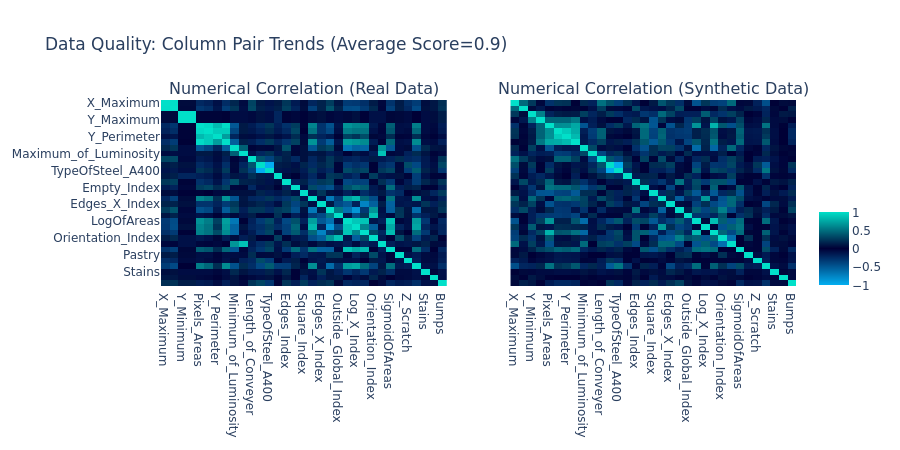 Data Quality: Column Pair Trends (Average Score=0.9)
Numerical Correlation (Real Data)
Numerical Correlation (Synthetic Data)
X_Maximum
Y_Maximum
Y_Perimeter
Maximum_of_Luminosity
TypeOfSteel_A400
Empty_Index
Edges_X_Index
LogOfAreas
Orientation_Index
Pastry
Stains
X_Maximum
Y_Minimum
Pixels_Areas
Y_Perimeter
Minimum_of_Luminosity
Length_of_Conveyer
TypeOfSteel_A400
Edges_Index
Square_Index
Edges_X_Index
Outside_Global_Index
Log_X_Index
Orientation_Index
SigmoidOfAreas
Z_Scratch
Stains
Bumps
X_Maximum
Y_Minimum
Pixels_Areas
Y_Perimeter
Minimum_of_Luminosity
Length_of_Conveyer
TypeOfSteel_A400
Edges_Index
Square_Index
Edges_X_Index
Outside_Global_Index
Log_X_Index
Orientation_Index
SigmoidOfAreas
Z_Scratch
Stains
Bumps
1
0.5
0
−0.5
−1